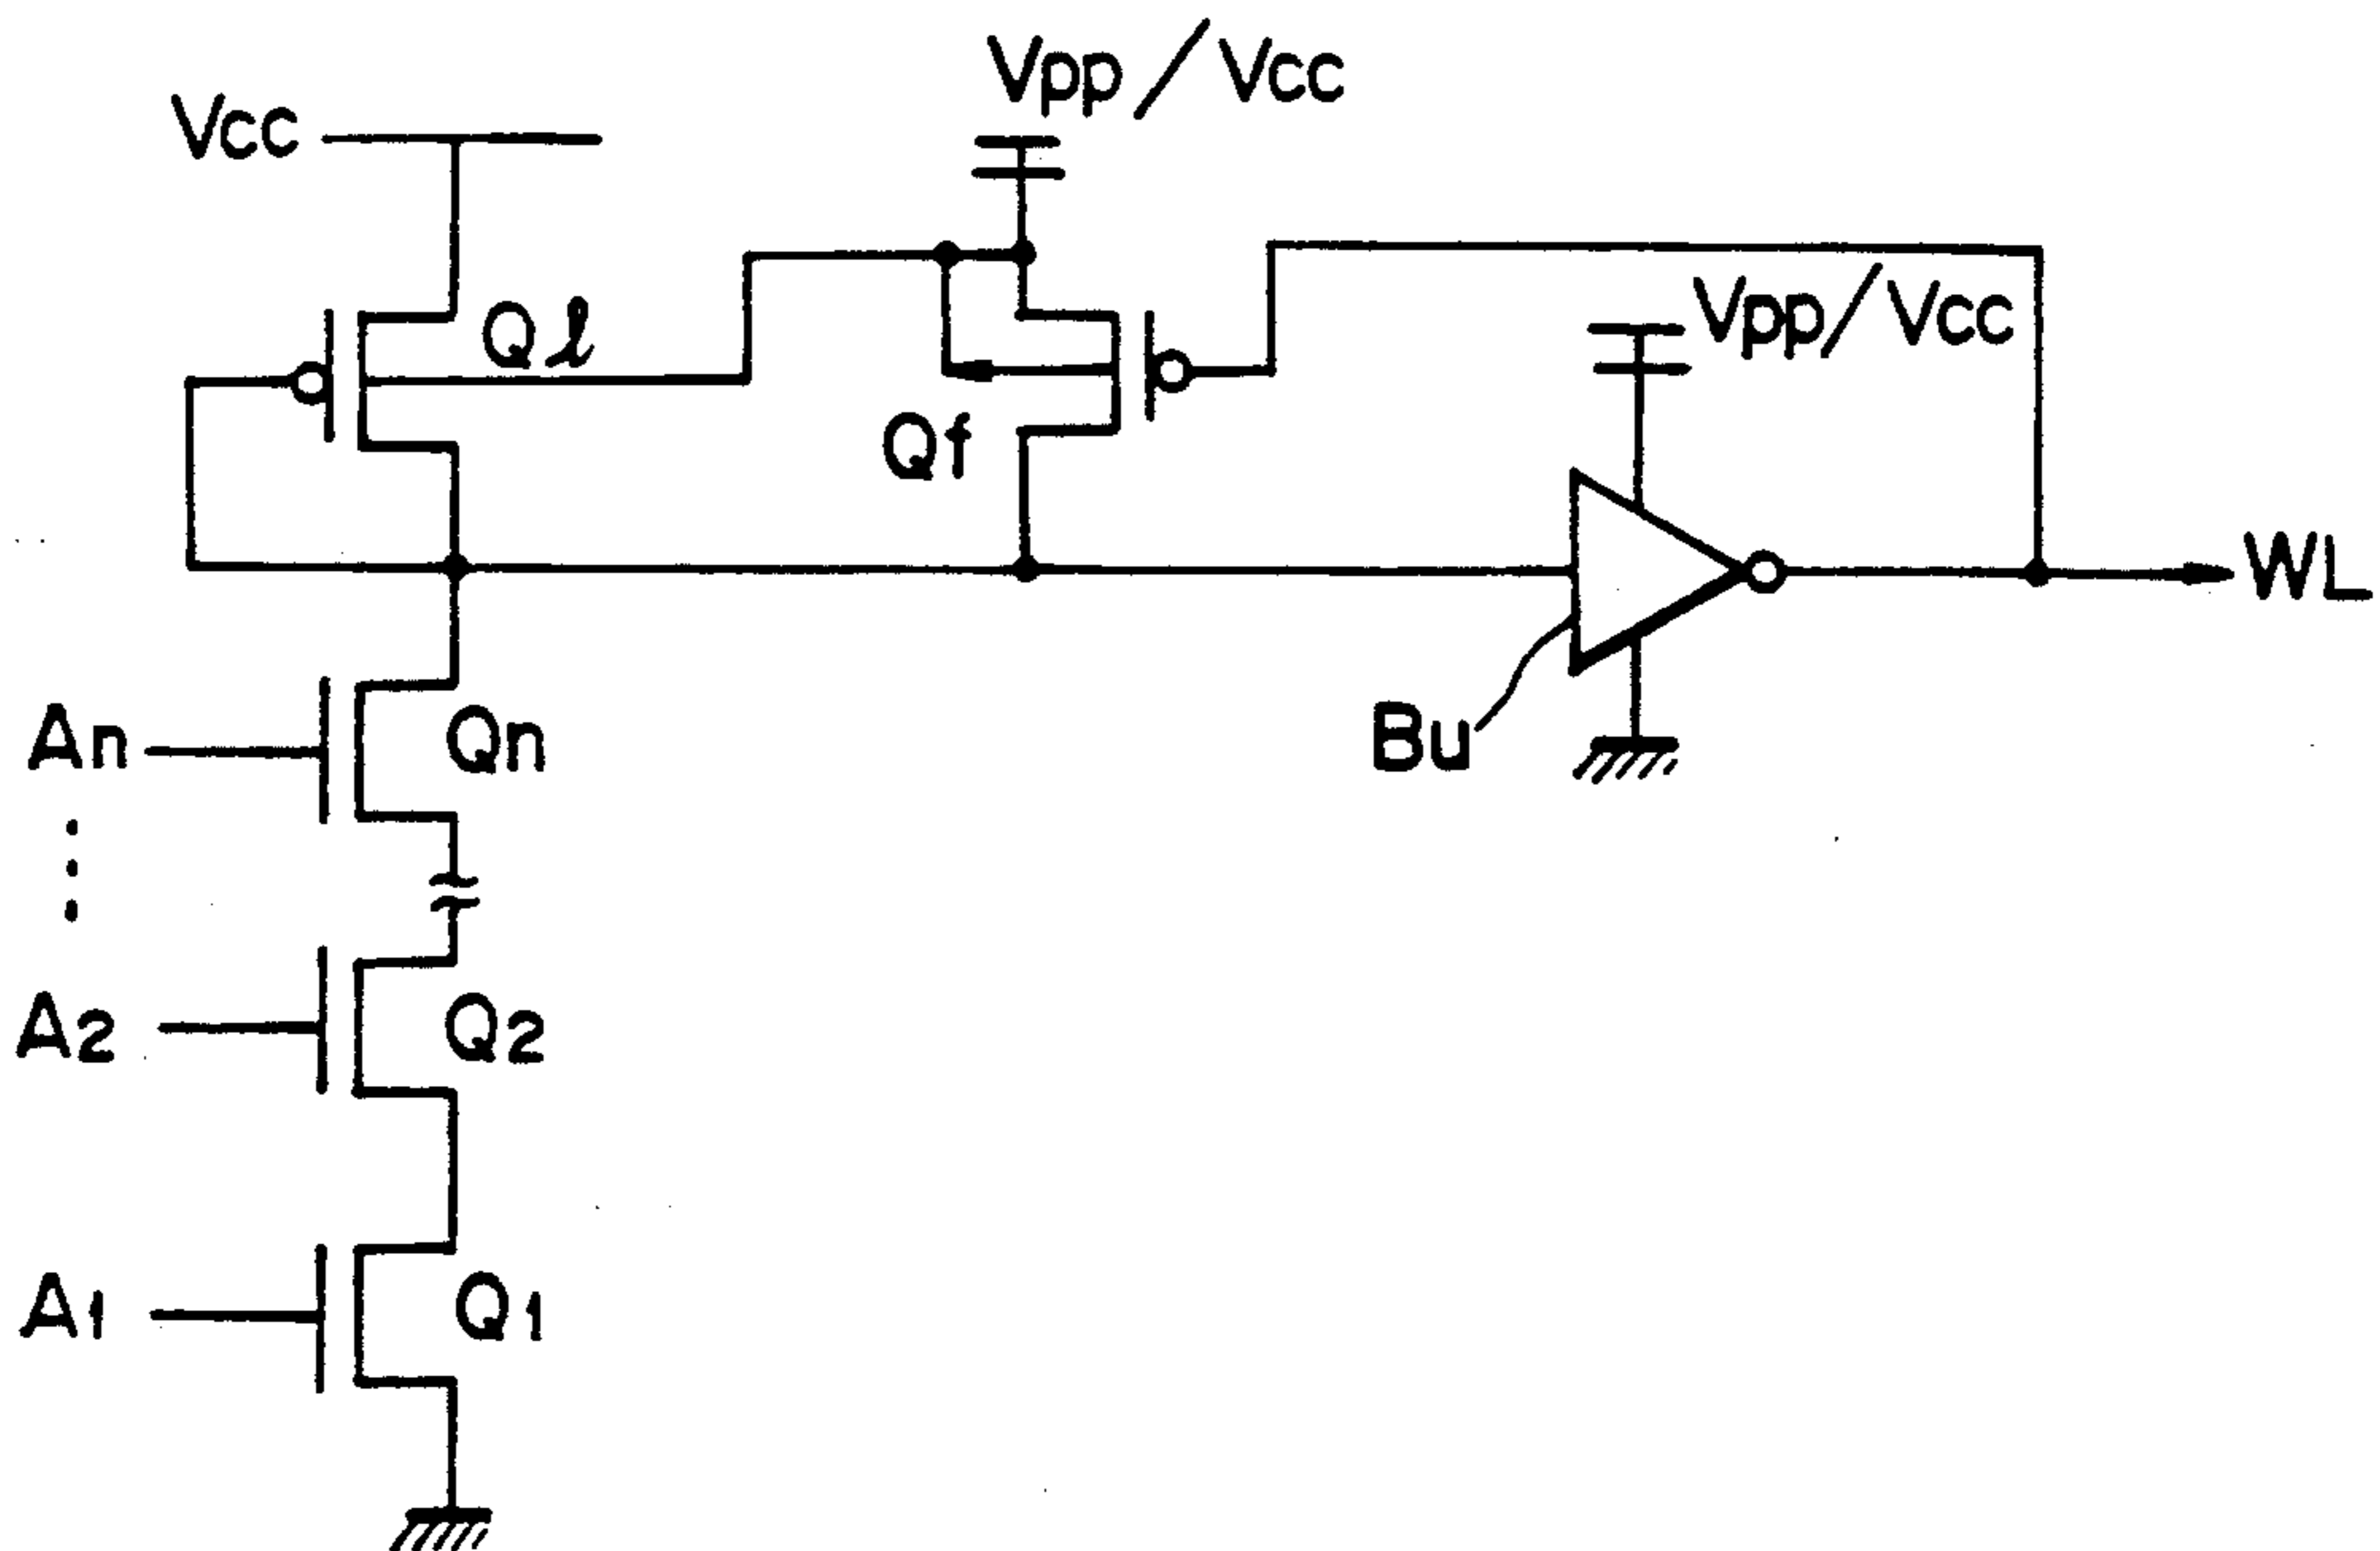 Vpp/Vcc
Vcc
Qℓ
Vpp/Vcc
Qf
WL
Bu
An
Qn
A2
Q2
A1
Q1